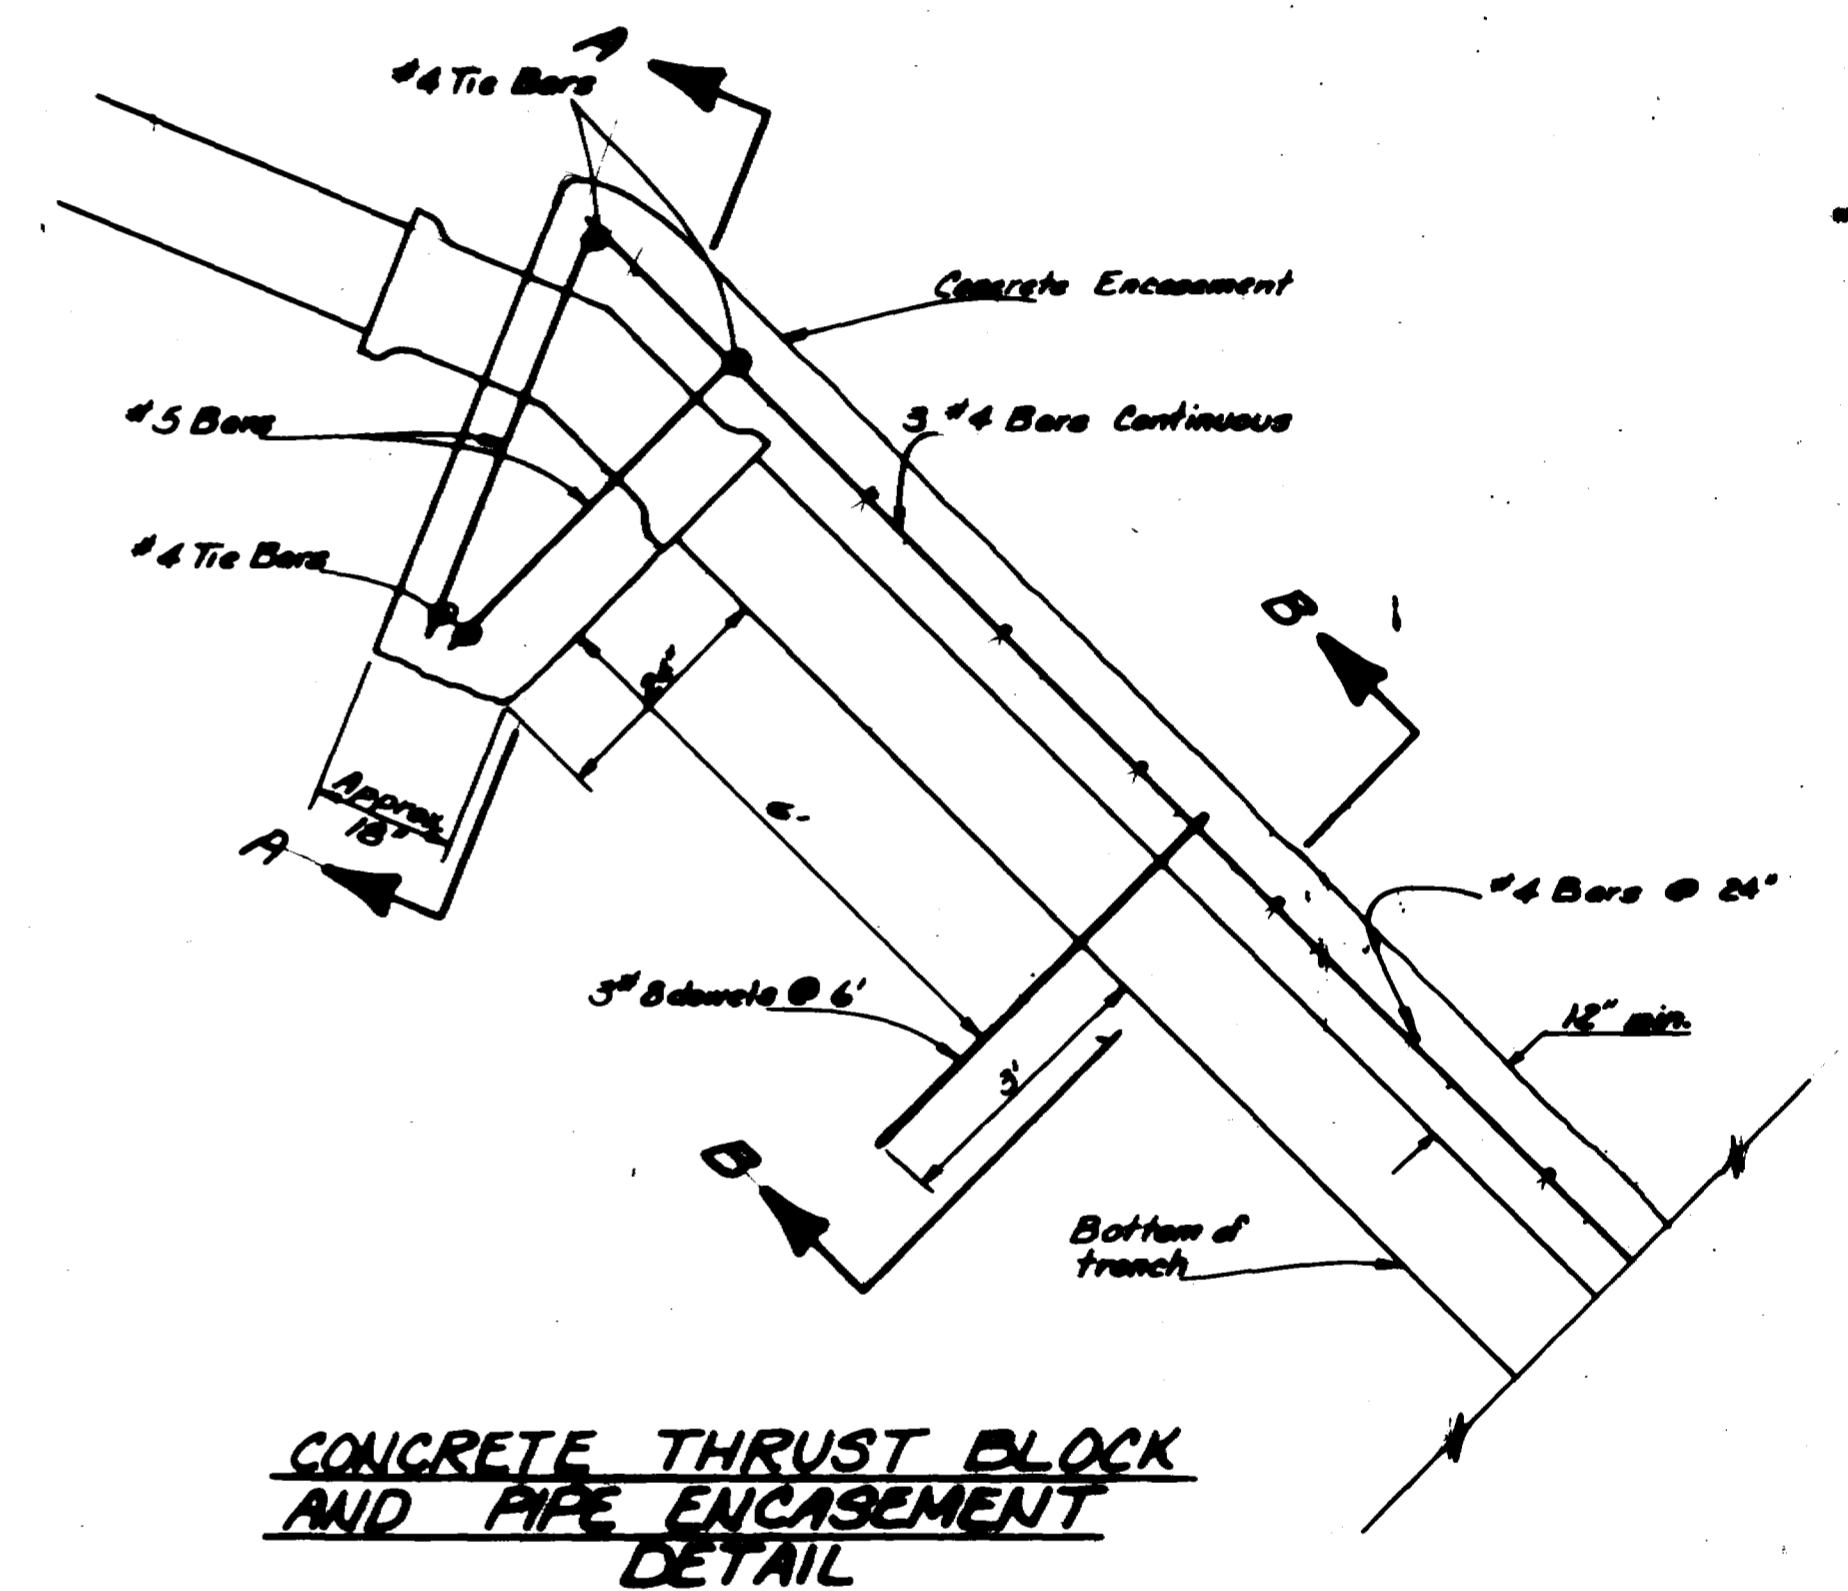 A
#4 Tie Bars
Concrete Encasement
#5 Bars
3 #4 Bars Continuous
#4 Tie Bars
B
Approx.
18"
A
6'
#4 Bars @ 24"
3 #8 dowels @ 6'
12" min.
3'
B
Bottom of
trench
CONCRETE THRUST BLOCK
AND PIPE ENCASEMENT
DETAIL